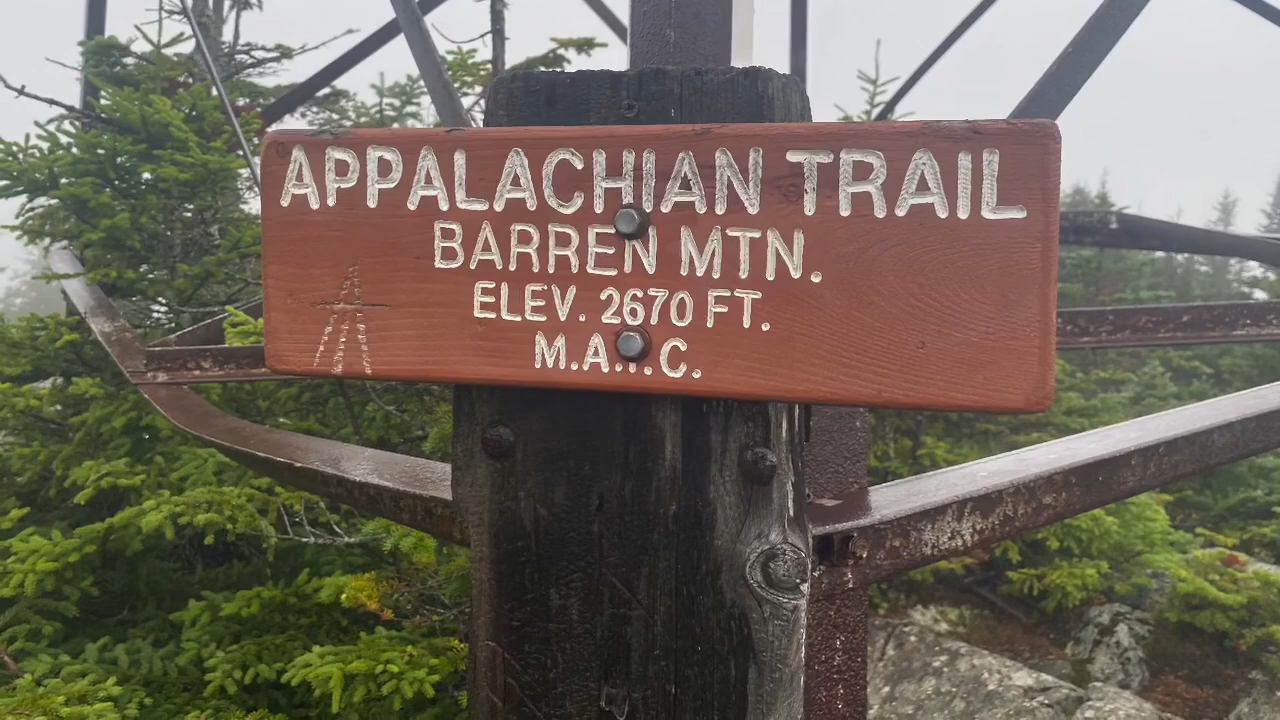 APPALACHIAN TRAIL
BARREN MTN.
ELEV. 2670 FT.
M.A.T.C.